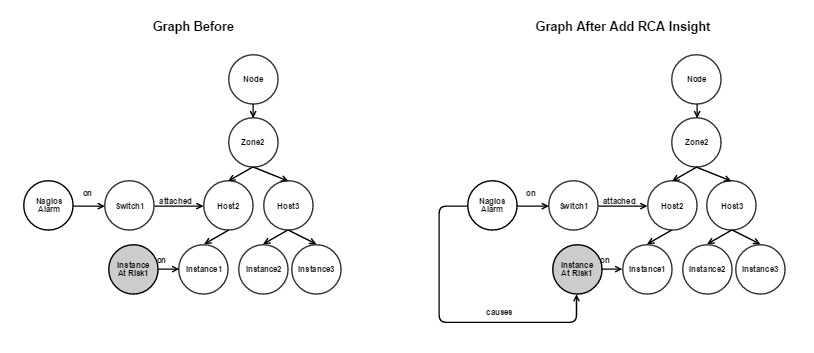 Graph Before
Graph After Add RCA Insight
Node
Zone2
Nagios
Alarm
on
Switch1
attached
Host2
Host3
Instance
At Risk1
on
Instance1
Instance2
Instance3
Node
Zone2
Nagios
Alarm
on
Switch1
attached
Host2
Host3
Instance
At Risk1
on
Instance1
Instance2
Instance3
causes